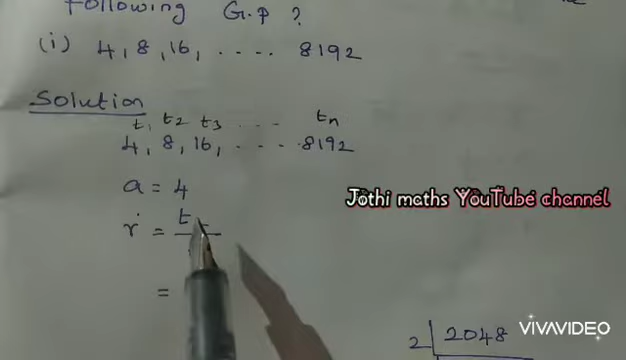 Following G.P ?
(i) 4, 8, 16, .... 8192
Solution
t1 t2 t3 .... tn
4, 8, 16, .... 8192
a = 4
Jothi maths YouTube channel
r = t
=
2 2048
VIVAVIDEO